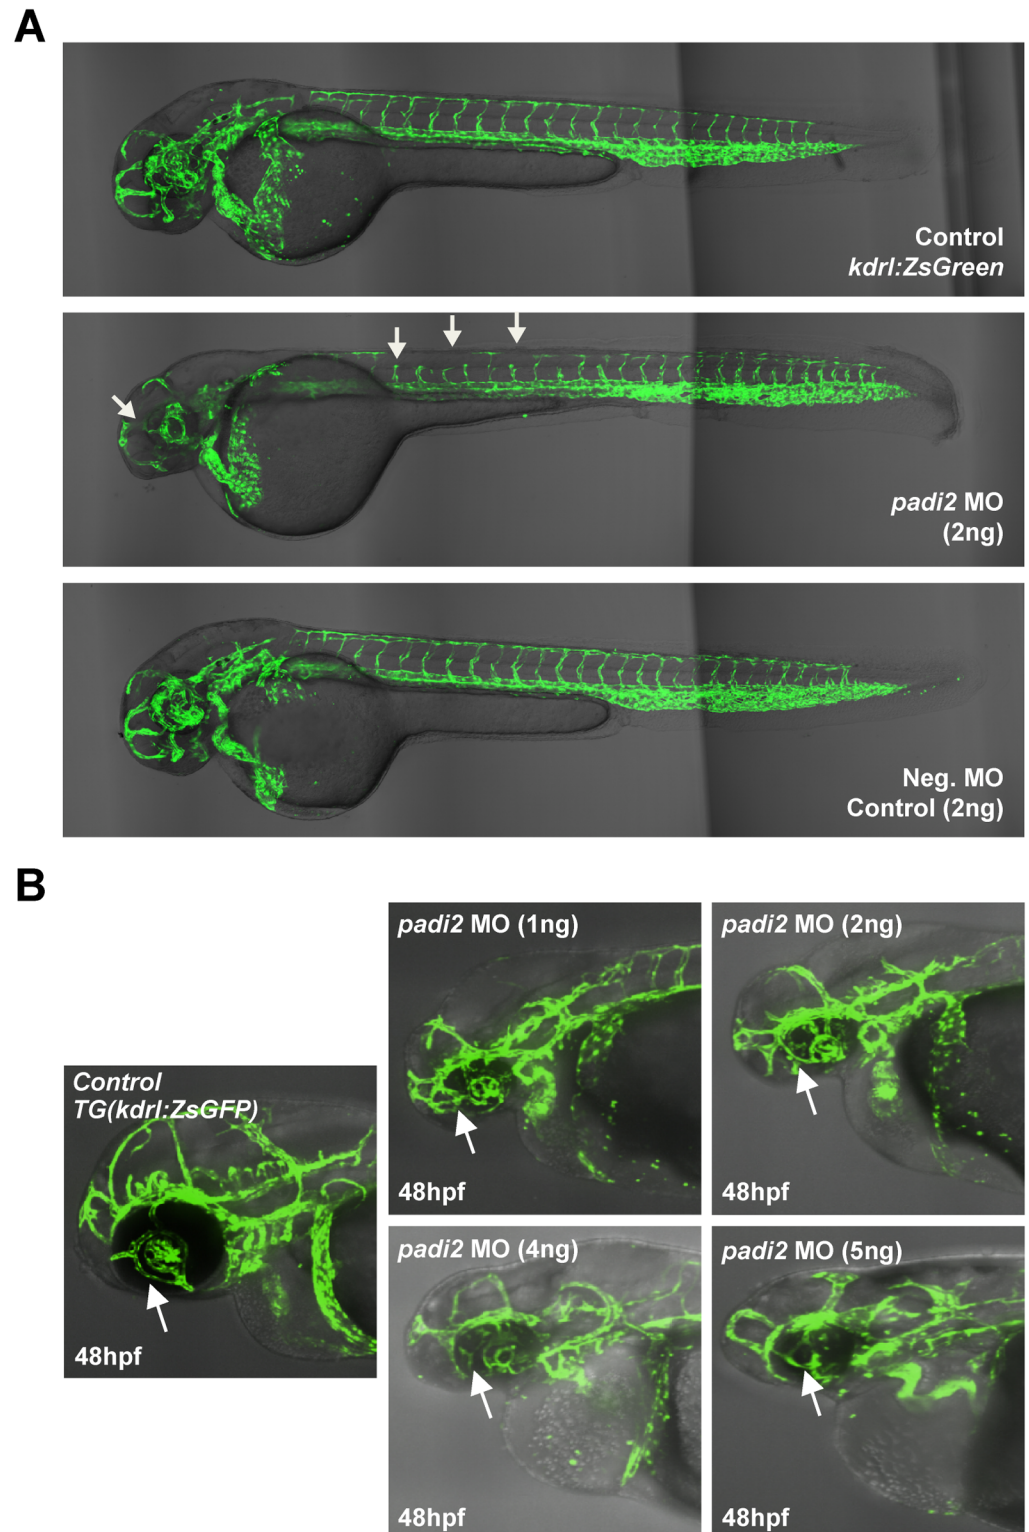 A
Control
kdrl:ZsGreen
padi2 MO
(2ng)
Neg. MO
Control (2ng)
B
Control
TG(kdrl:ZsGFP)
48hpf
padi2 MO (1ng)
48hpf
padi2 MO (2ng)
48hpf
padi2 MO (4ng)
48hpf
padi2 MO (5ng)
48hpf